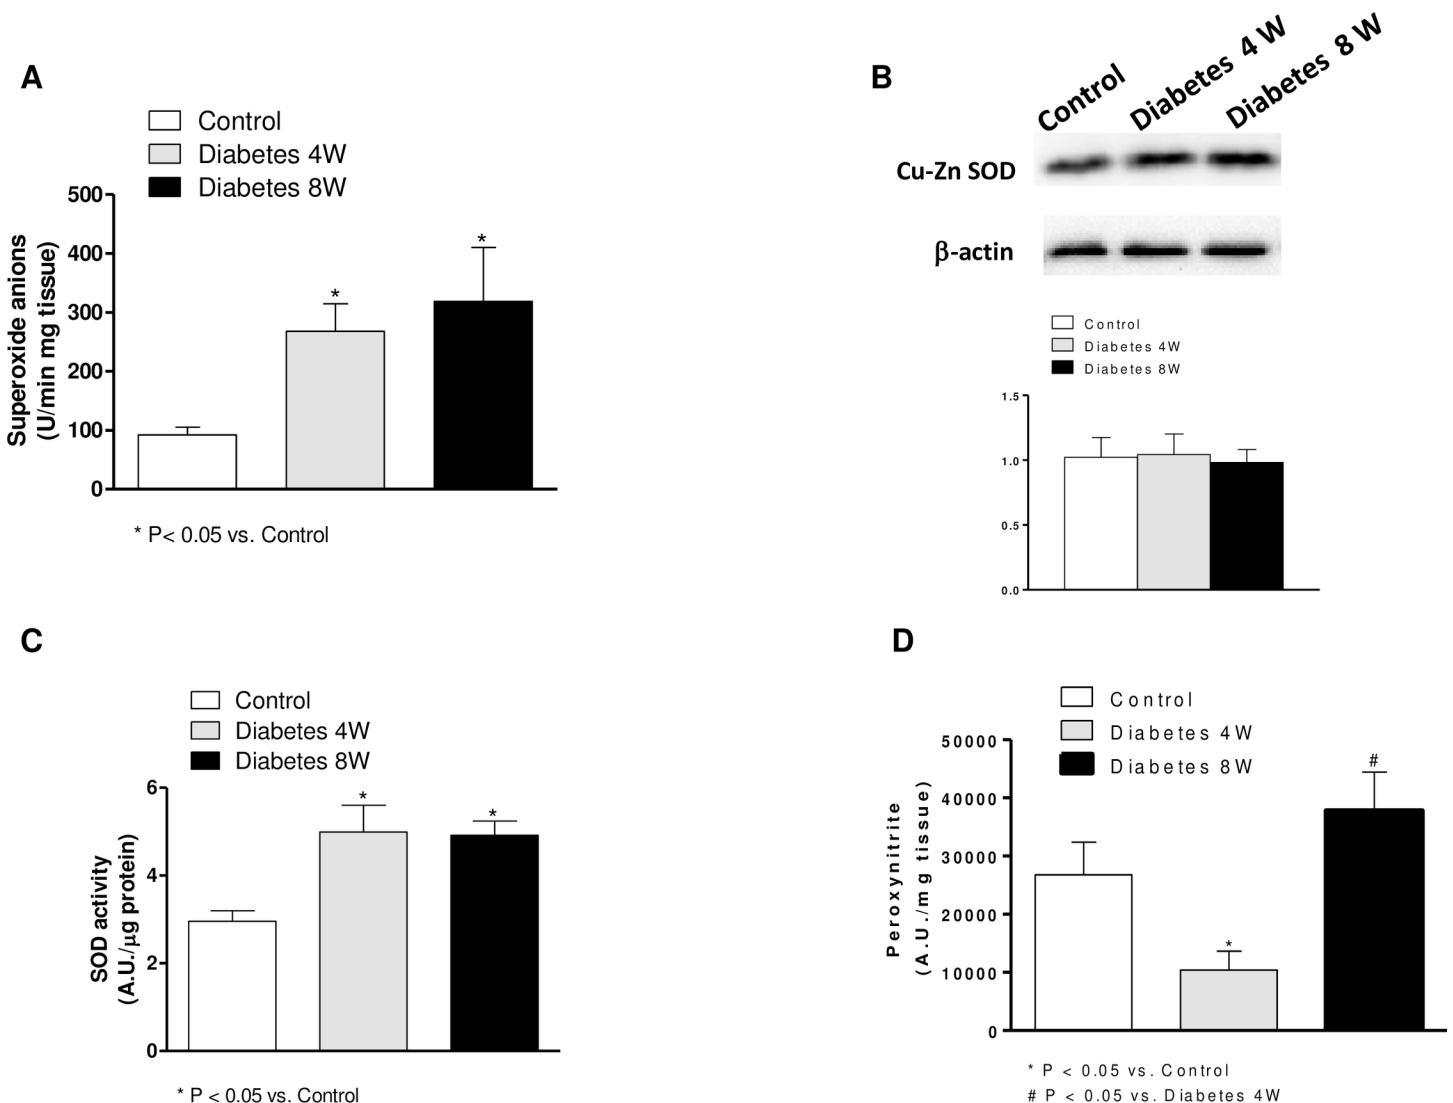 A
Control
Diabetes 4W
Diabetes 8W
500
400
300
200
100
0
Superoxide anions
(U/min mg tissue)
*
*
* P< 0.05 vs. Control
B
Control
Diabetes 4 W
Diabetes 8 W
Cu-Zn SOD
β-actin
Control
Diabetes 4W
Diabetes 8W
1.5
1.0
0.5
0.0
C
Control
Diabetes 4W
Diabetes 8W
6
4
2
0
SOD activity
(A.U./µg protein)
*
*
* P < 0.05 vs. Control
D
Control
Diabetes 4W
Diabetes 8W
50000
40000
30000
20000
10000
0
Peroxynitrite
(A.U./mg tissue)
*
#
* P < 0.05 vs. Control
# P < 0.05 vs. Diabetes 4W